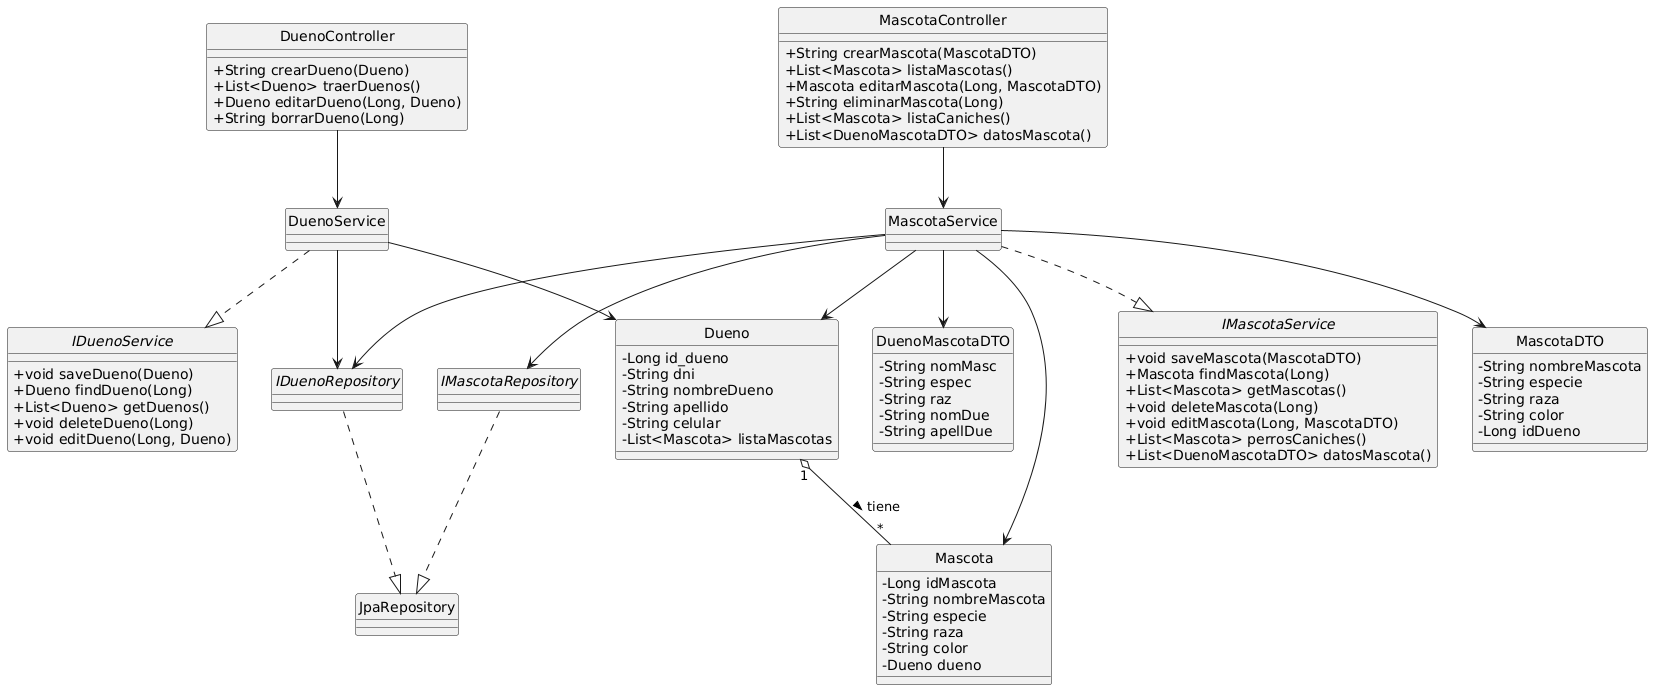 DuenoController
+String crearDueno(Dueno)
+List<Dueno> traerDuenos()
+Dueno editarDueno(Long, Dueno)
+String borrarDueno(Long)
MascotaController
+String crearMascota(MascotaDTO)
+List<Mascota> listaMascotas()
+Mascota editarMascota(Long, MascotaDTO)
+String eliminarMascota(Long)
+List<Mascota> listaCaniches()
+List<DuenoMascotaDTO> datosMascota()
DuenoService
MascotaService
IDuenoService
+void saveDueno(Dueno)
+Dueno findDueno(Long)
+List<Dueno> getDuenos()
+void deleteDueno(Long)
+void editDueno(Long, Dueno)
IDuenoRepository
IMascotaRepository
Dueno
-Long id_dueno
-String dni
-String nombreDueno
-String apellido
-String celular
-List<Mascota> listaMascotas
DuenoMascotaDTO
-String nomMasc
-String espec
-String raz
-String nomDue
-String apellDue
IMascotaService
+void saveMascota(MascotaDTO)
+Mascota findMascota(Long)
+List<Mascota> getMascotas()
+void deleteMascota(Long)
+void editMascota(Long, MascotaDTO)
+List<Mascota> perrosCaniches()
+List<DuenoMascotaDTO> datosMascota()
MascotaDTO
-String nombreMascota
-String especie
-String raza
-String color
-Long idDueno
1
tiene
*
JpaRepository
Mascota
-Long idMascota
-String nombreMascota
-String especie
-String raza
-String color
-Dueno dueno